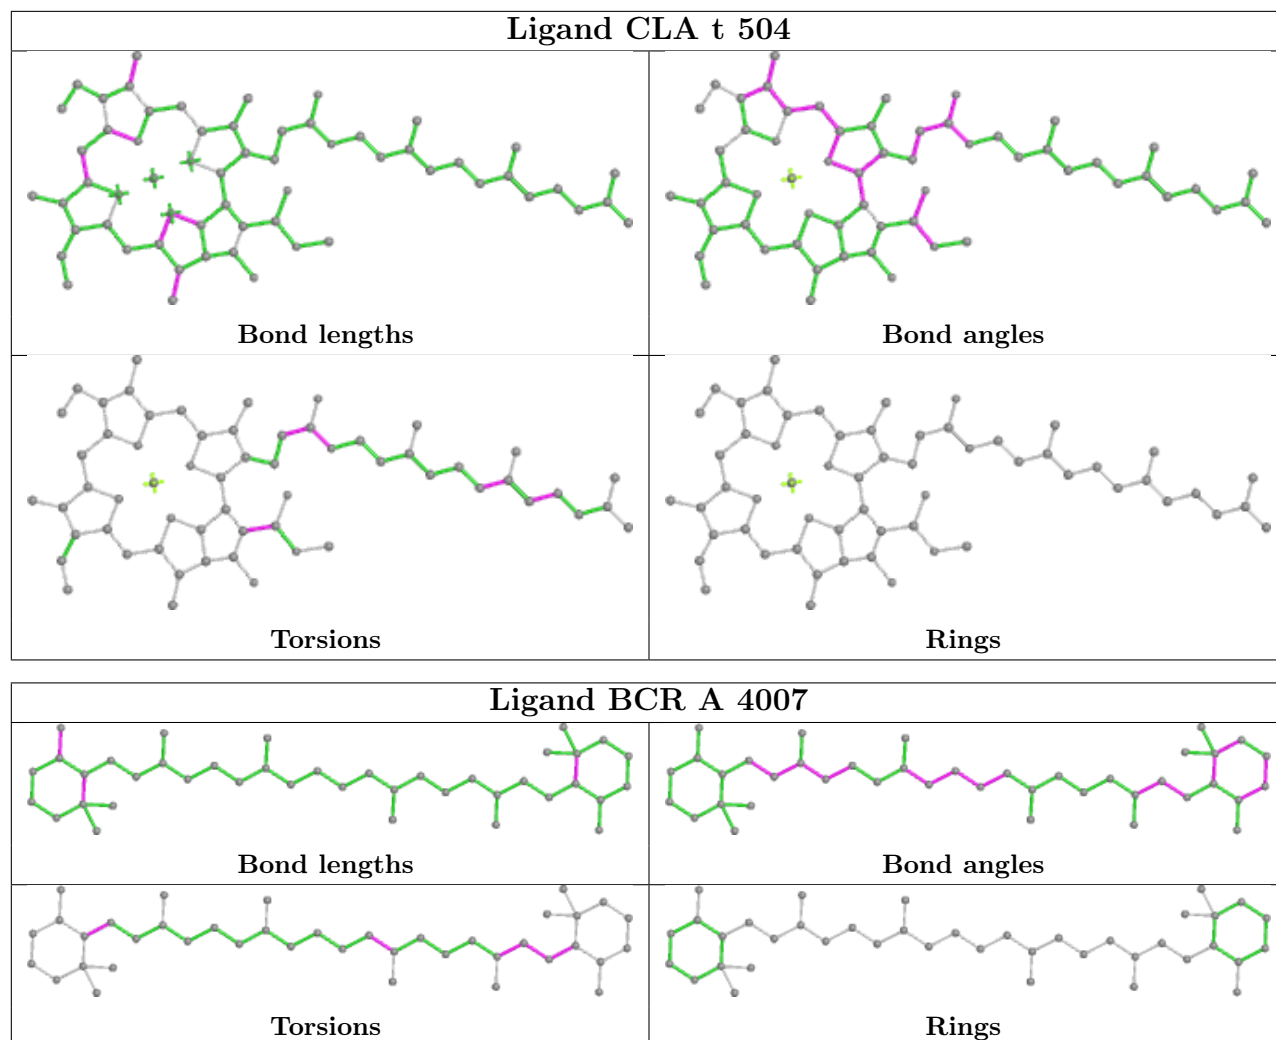 Ligand CLA t 504
Bond lengths
Bond angles
Torsions
Rings
Ligand BCR A 4007
Bond lengths
Bond angles
Torsions
Rings